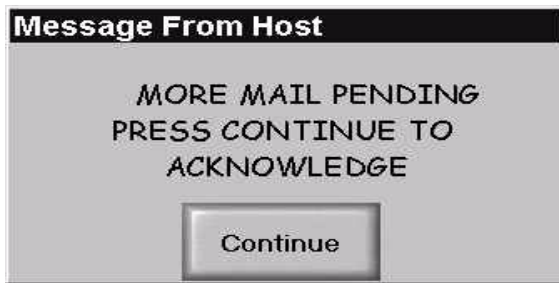 Message From Host
MORE MAIL PENDING
PRESS CONTINUE TO
ACKNOWLEDGE
Continue